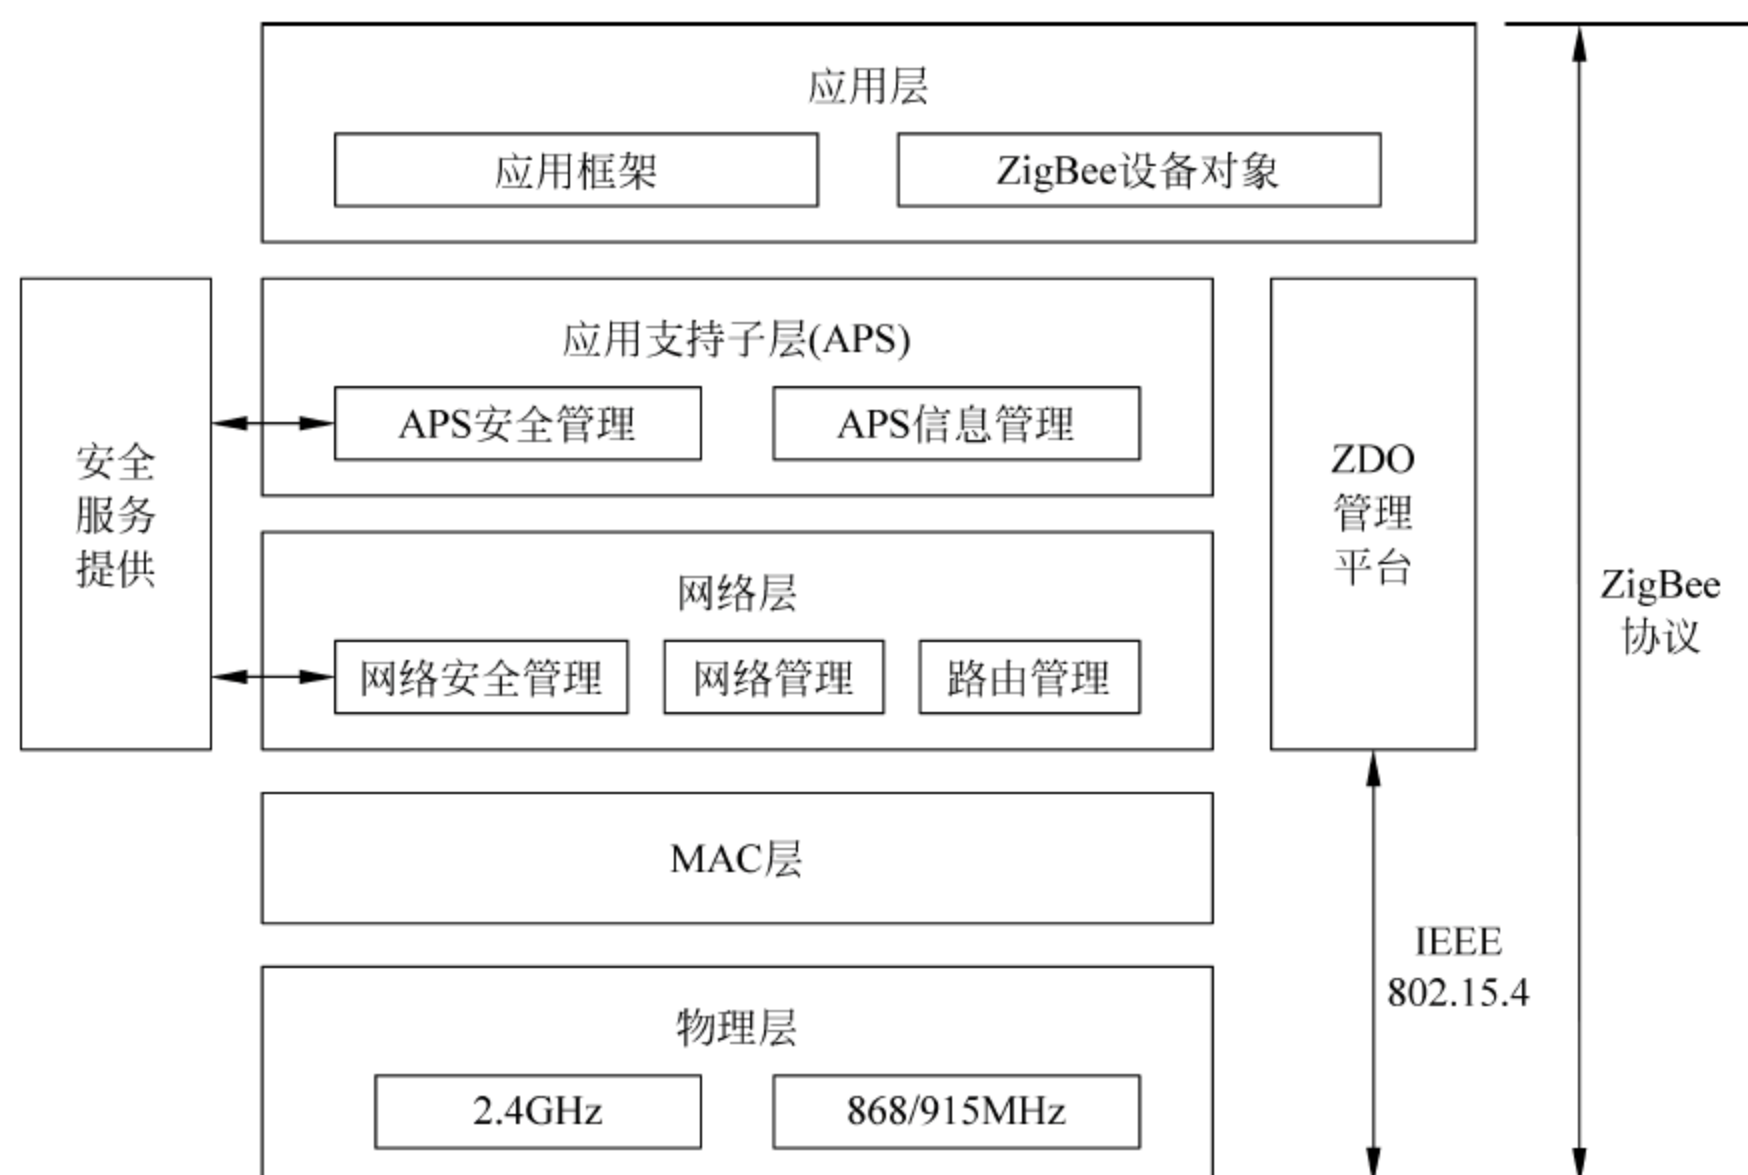 应用层
应用框架
ZigBee设备对象
应用支持子层(APS)
APS安全管理
APS信息管理
安全
服务
提供
ZDO
管理
平台
网络层
网络安全管理
网络管理
路由管理
ZigBee
协议
MAC层
IEEE
802.15.4
物理层
2.4GHz
868/915MHz